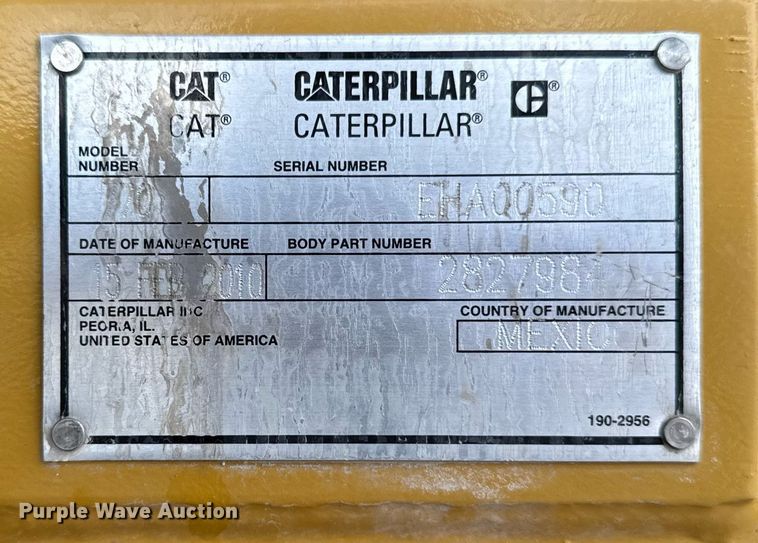 CAT® CATERPILLAR® C®
CAT® CATERPILLAR®
MODEL
NUMBER SERIAL NUMBER
EHA00590
DATE OF MANUFACTURE BODY PART NUMBER
15 FEB 2010 2827984
CATERPILLAR INC COUNTRY OF MANUFACTURE
PEORIA, IL. MEXICO
UNITED STATES OF AMERICA
190-2956
Purple Wave Auction